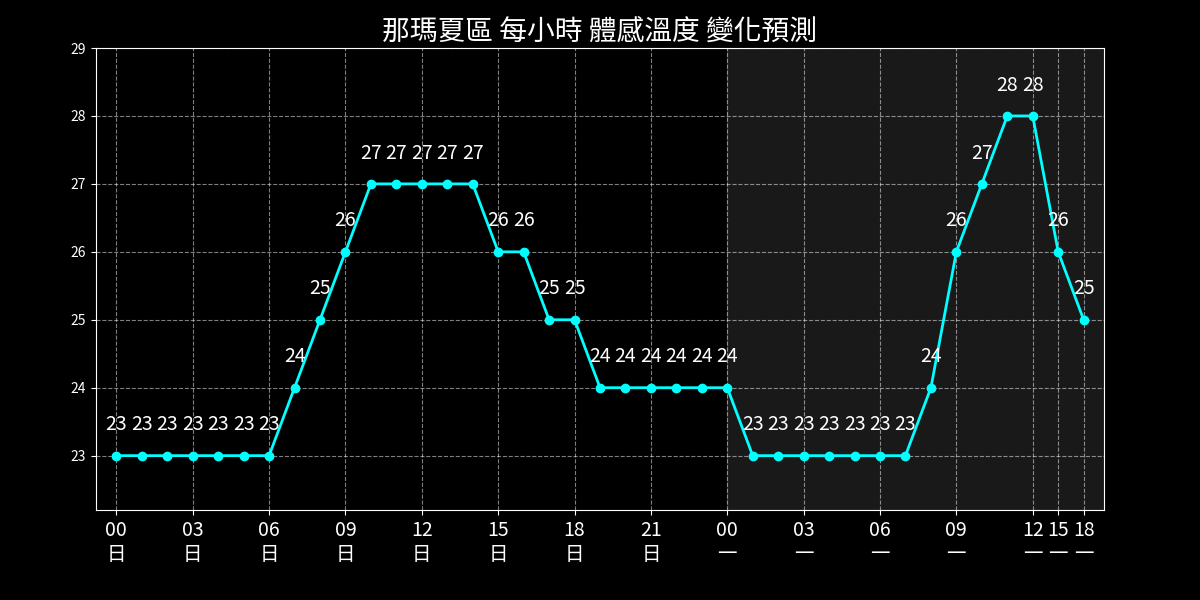 那瑪夏區 每小時 體感溫度 變化預測
29
28
27
26
25
24
23
28 28
27 27 27 27 27 27
26 26 26 26 26
25 25 25 25
24 24 24 24 24 24 24 24
23 23 23 23 23 23 23 23 23 23 23 23 23 23
00 03 06 09 12 15 18 21 00 03 06 09 12 15 18
日 日 日 日 日 日 日 日 一 一 一 一 一 一 一